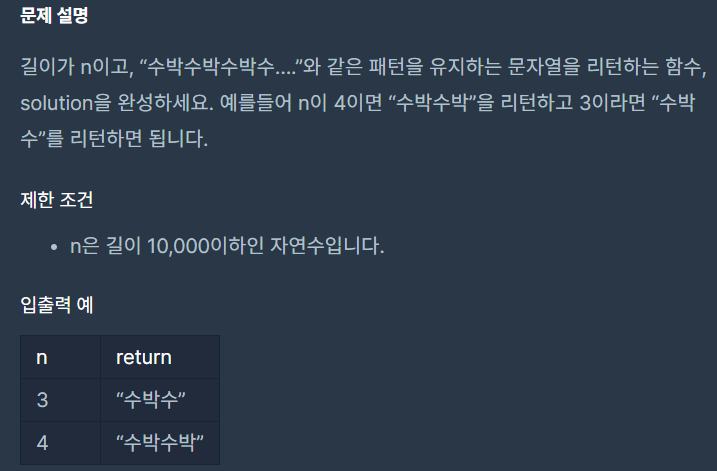 문제 설명
길이가 n이고, “수박수박수박수....”와 같은 패턴을 유지하는 문자열을 리턴하는 함수,
solution을 완성하세요. 예를들어 n이 4이면 “수박수박”을 리턴하고 3이라면 “수박
수”를 리턴하면 됩니다.
제한 조건
• n은 길이 10,000이하인 자연수입니다.
입출력 예
n return
3 “수박수”
4 “수박수박”